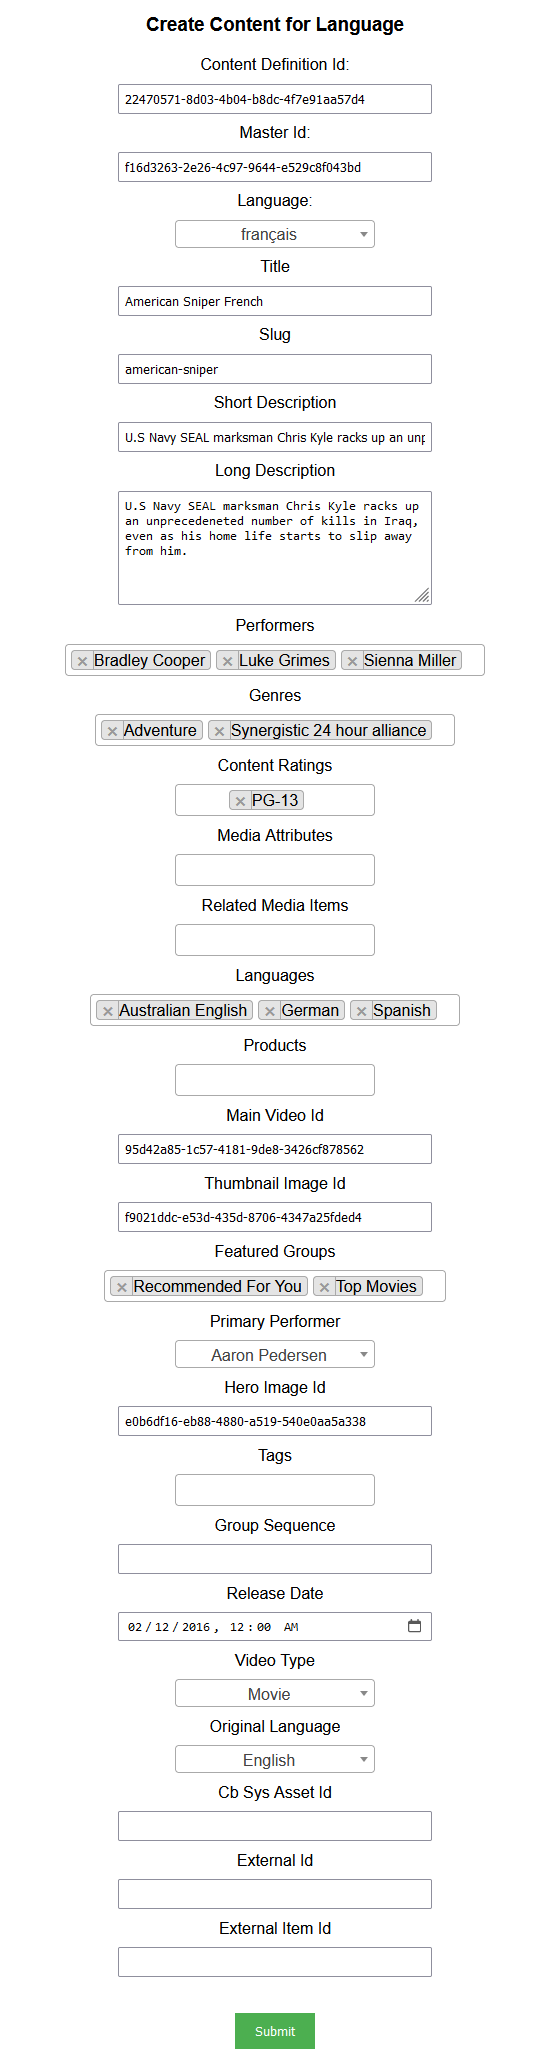 Create Content for Language
Content Definition Id:
22470571-8d03-4b04-b8dc-4f7e91aa57d4
Master Id:
f16d3263-2e26-4c97-9644-e529c8f043bd
Language:
français
Title
American Sniper French
Slug
american-sniper
Short Description
U.S Navy SEAL marksman Chris Kyle racks up an unp
Long Description
U.S Navy SEAL marksman Chris Kyle racks up
an unprecedeneted number of kills in Iraq,
even as his home life starts to slip away
from him.
Performers
× Bradley Cooper × Luke Grimes × Sienna Miller
Genres
× Adventure × Synergistic 24 hour alliance
Content Ratings
× PG-13
Media Attributes
Related Media Items
Languages
× Australian English × German × Spanish
Products
Main Video Id
95d42a85-1c57-4181-9de8-3426cf878562
Thumbnail Image Id
f9021ddc-e53d-435d-8706-4347a25fded4
Featured Groups
× Recommended For You × Top Movies
Primary Performer
Aaron Pedersen
Hero Image Id
e0b6df16-eb88-4880-a519-540e0aa5a338
Tags
Group Sequence
Release Date
02/12/2016, 12:00 AM
Video Type
Movie
Original Language
English
Cb Sys Asset Id
External Id
External Item Id
Submit